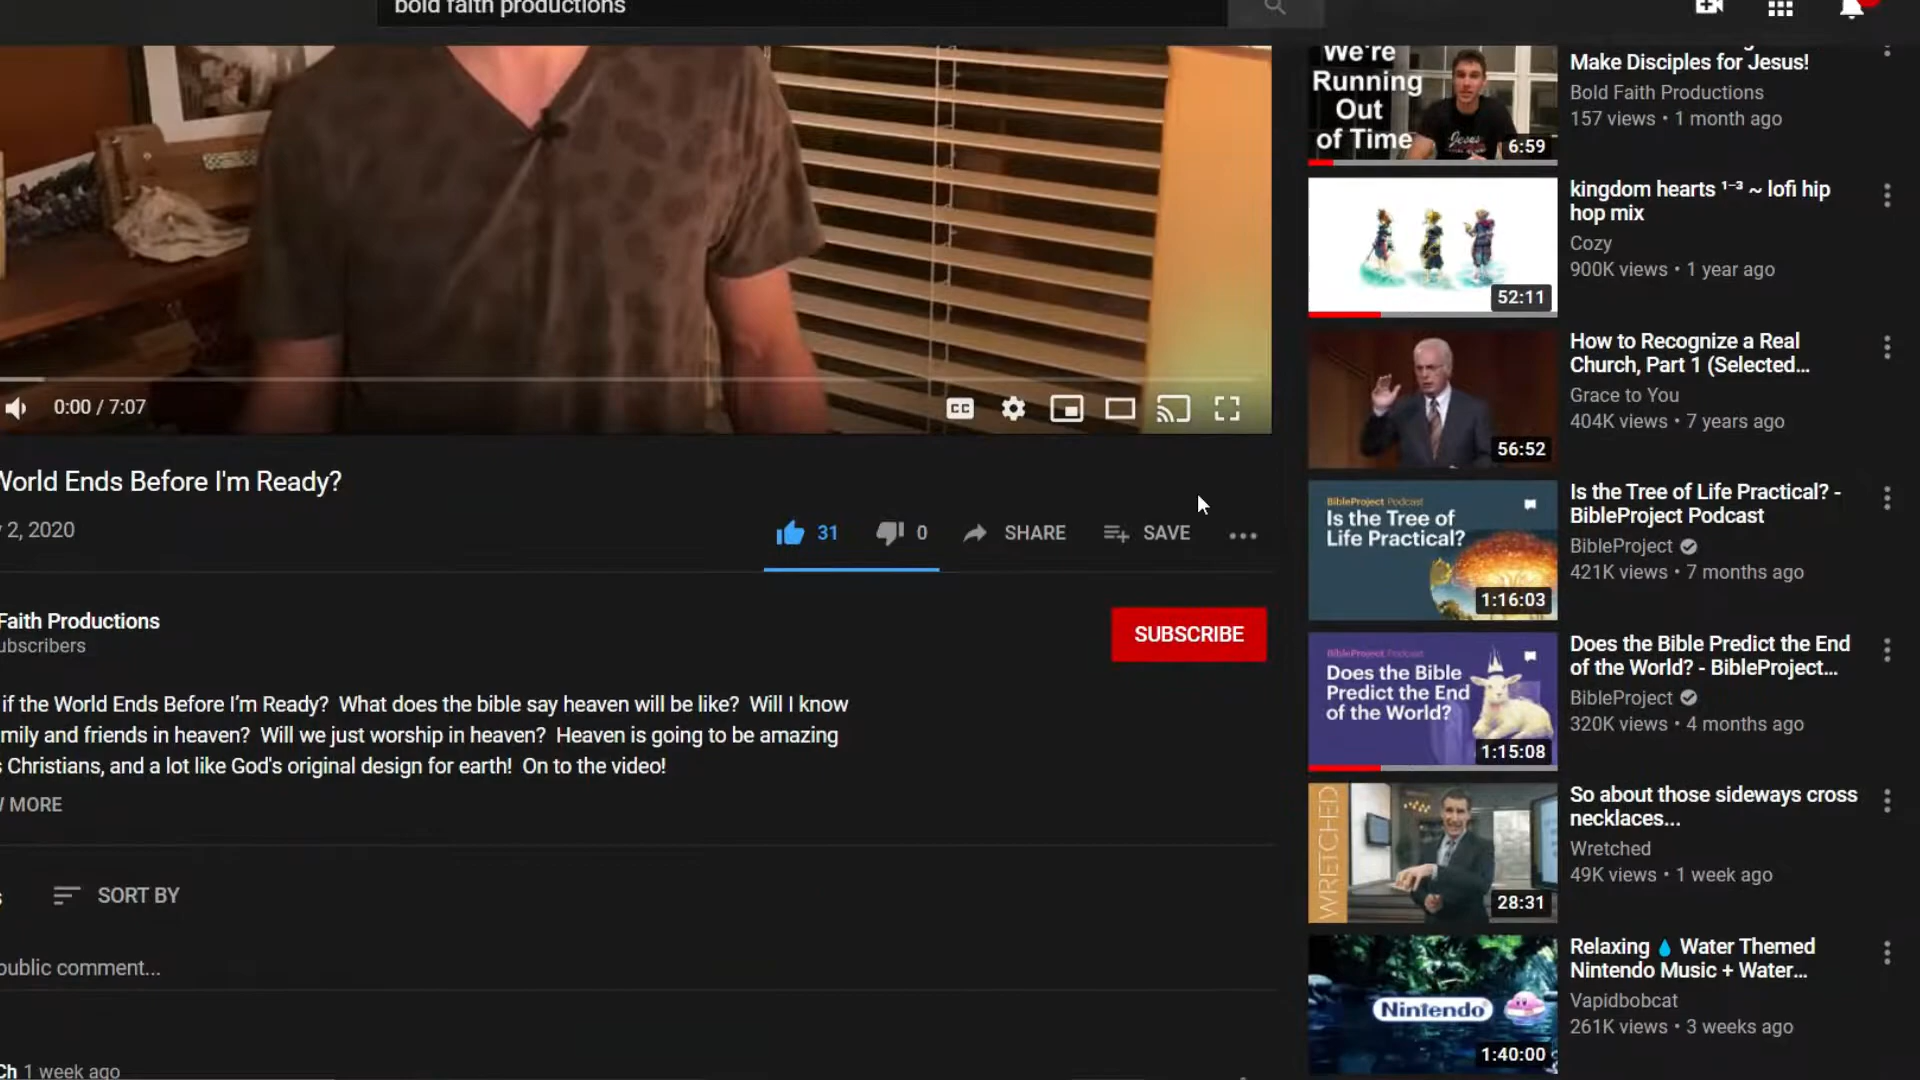 bold faith productions
0:00 / 7:07
World Ends Before I'm Ready?
2, 2020
31
0
SHARE
SAVE
Faith Productions
SUBSCRIBE
if the World Ends Before I'm Ready? What does the bible say heaven will be like? Will I know
mily and friends in heaven? Will we just worship in heaven? Heaven is going to be amazing
s Christians, and a lot like God's original design for earth! On to the video!
MORE
SORT BY
public comment...
Ch 1 week ago
We're
Running
Out
of Time
6:59
Make Disciples for Jesus!
Bold Faith Productions
157 views • 1 month ago
52:11
kingdom hearts ¹⁻³ ~ lofi hip
hop mix
Cozy
900K views • 1 year ago
56:52
How to Recognize a Real
Church, Part 1 (Selected...
Grace to You
404K views • 7 years ago
BibleProject Podcast
Is the Tree of
Life Practical?
1:16:03
Is the Tree of Life Practical? -
BibleProject Podcast
BibleProject
421K views • 7 months ago
BibleProject Podcast
Does the Bible
Predict the End
of the World?
1:15:08
Does the Bible Predict the End
of the World? - BibleProject...
BibleProject
320K views • 4 months ago
WRETCHED
28:31
So about those sideways cross
necklaces...
Wretched
49K views • 1 week ago
Nintendo
1:40:00
Relaxing 💧 Water Themed
Nintendo Music + Water...
Vapidbobcat
261K views • 3 weeks ago